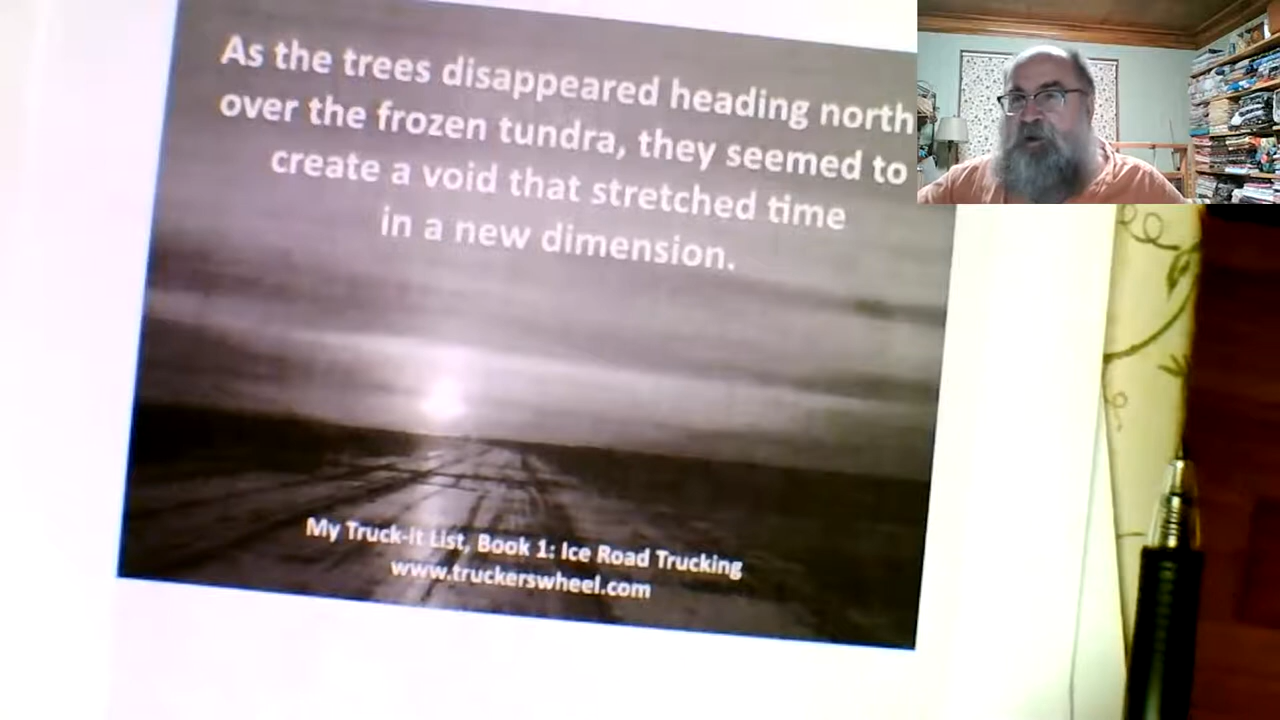 As the trees disappeared heading north
over the frozen tundra, they seemed to
create a void that stretched time
in a new dimension.
My Truck-it List, Book 1: Ice Road Trucking
www.truckerswheel.com